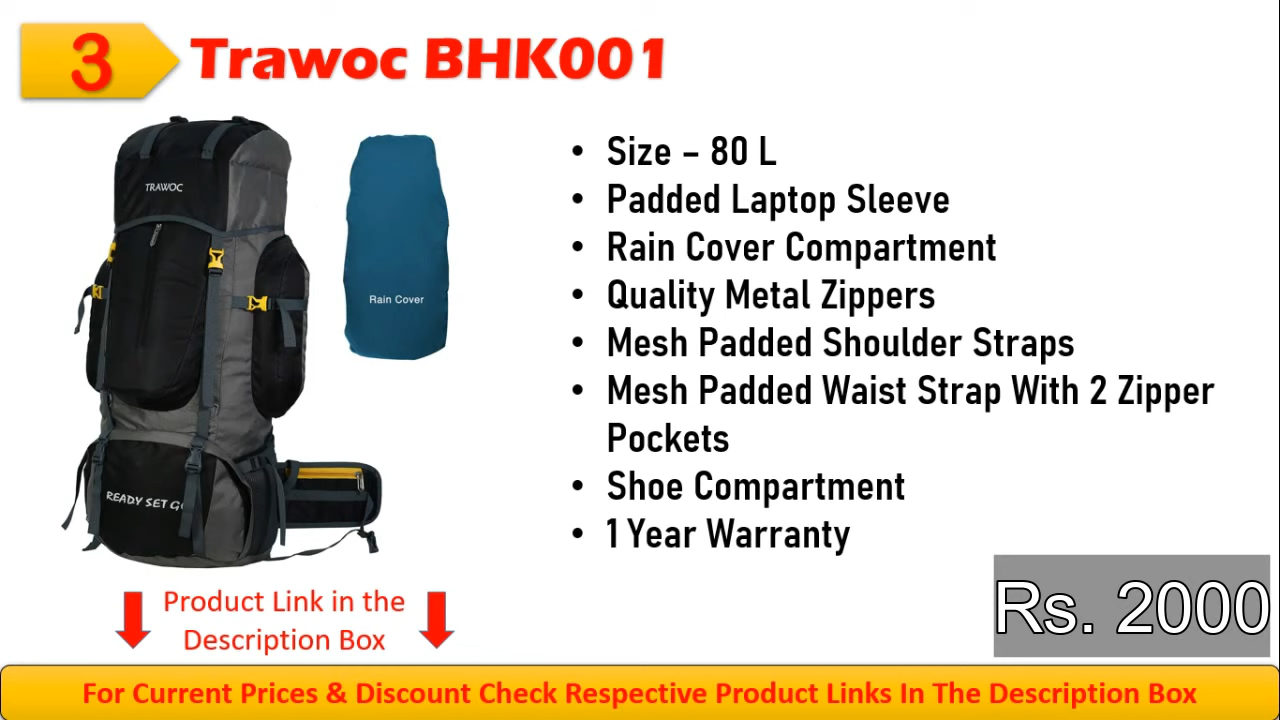 3
Trawoc BHK001
TRAWOC
Rain Cover
READY SET GO
• Size – 80 L
• Padded Laptop Sleeve
• Rain Cover Compartment
• Quality Metal Zippers
• Mesh Padded Shoulder Straps
• Mesh Padded Waist Strap With 2 Zipper
Pockets
• Shoe Compartment
• 1 Year Warranty
Product Link in the
Description Box
Rs. 2000
For Current Prices & Discount Check Respective Product Links In The Description Box